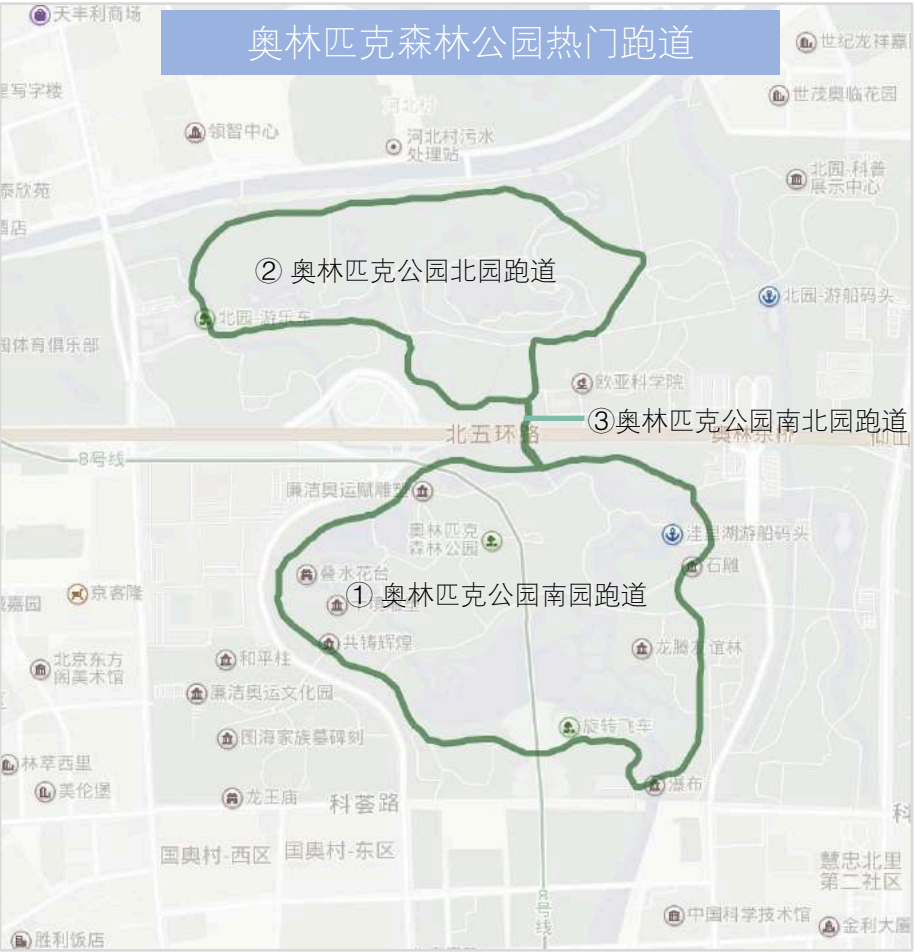 奥林匹克森林公园热门跑道
天丰利商场
世纪龙祥嘉
写字楼
世茂奥临花园
河北村
领智中心
河北村污水
处理站
北园-科普
展示中心
泰欣苑
酒店
② 奥林匹克公园北园跑道
北园-游船码头
北园-游乐车
体育俱乐部
欧亚科学院
③奥林匹克公园南北园跑道
北五环路
奥林东桥
仰山
8号线
廉洁奥运赋雕塑
奥林匹克
森林公园
洼里湖游船码头
石雕
叠水花台
京客隆
嘉园
① 奥林匹克公园南园跑道
共铸辉煌
龙腾友谊林
和平柱
北京东方
阁美术馆
廉洁奥运文化园
旋转飞车
图海家族墓碑刻
林萃西里
美伦堡
瀑布
龙王庙
科荟路
科
国奥村-西区
国奥村-东区
慧忠北里
第二社区
8号线
中国科学技术馆
金利大厦
胜利饭店